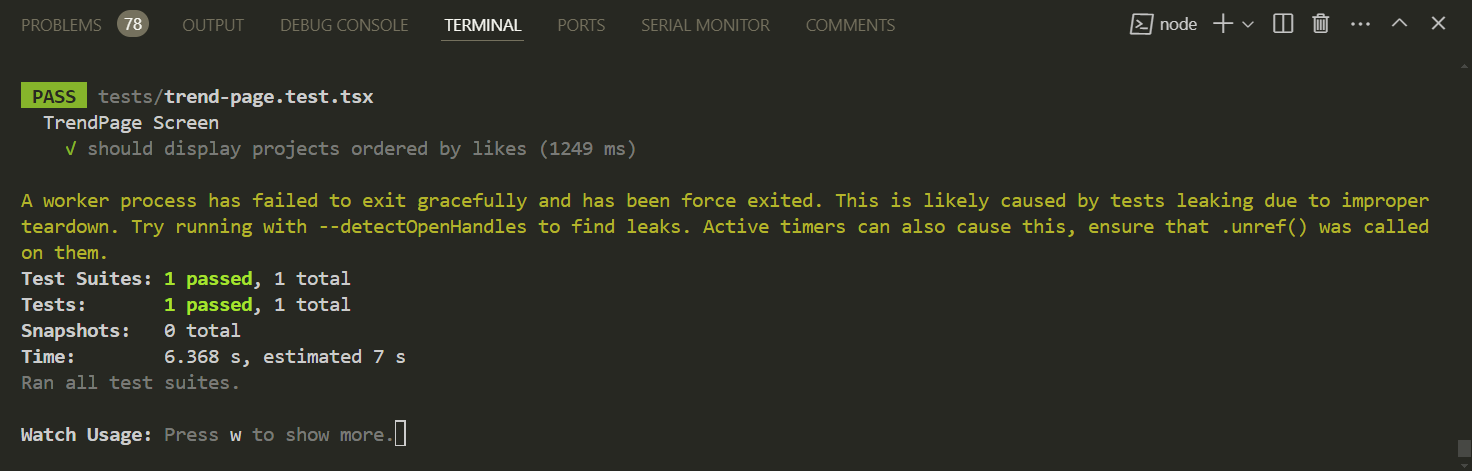 PROBLEMS 78 OUTPUT DEBUG CONSOLE TERMINAL PORTS SERIAL MONITOR COMMENTS node
PASS tests/trend-page.test.tsx
TrendPage Screen
√ should display projects ordered by likes (1249 ms)
A worker process has failed to exit gracefully and has been force exited. This is likely caused by tests leaking due to improper
teardown. Try running with --detectOpenHandles to find leaks. Active timers can also cause this, ensure that .unref() was called
on them.
Test Suites: 1 passed, 1 total
Tests: 1 passed, 1 total
Snapshots: 0 total
Time: 6.368 s, estimated 7 s
Ran all test suites.
Watch Usage: Press w to show more.